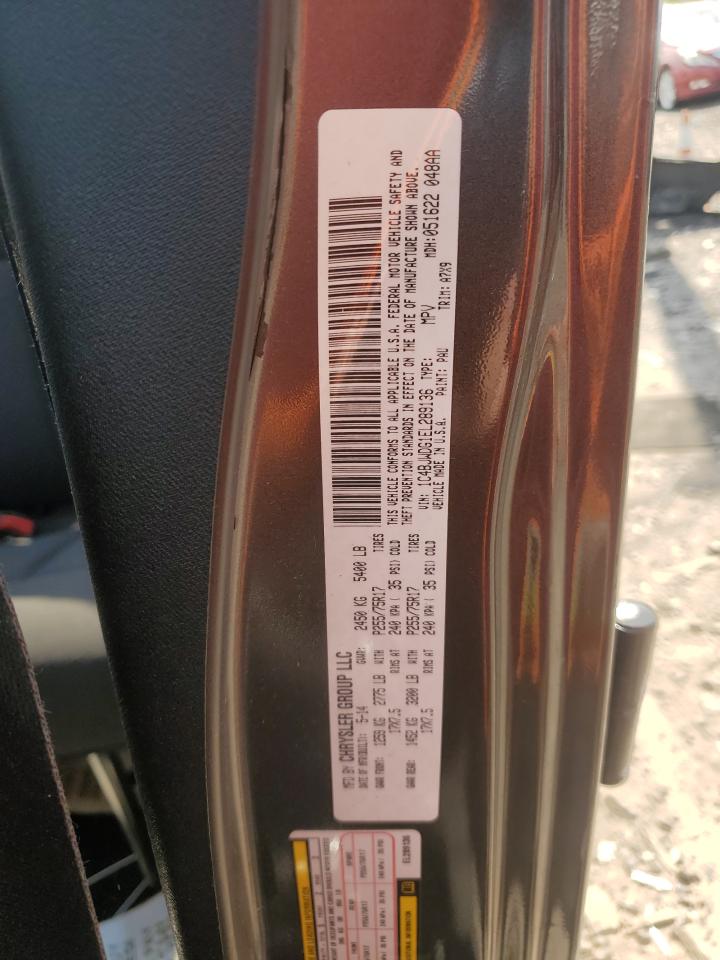 MFD BY CHRYSLER GROUP LLC
DATE OF MFR(BUILT): 5-14 GVWR: 2450 KG 5400 LB
GAWR FRONT: 1259 KG 2775 LB WITH P255/75R17 TIRES
17X7.5 RIMS AT 240 KPA ( 35 PSI) COLD
GAWR REAR: 1452 KG 3200 LB WITH P255/75R17 TIRES
17X7.5 RIMS AT 240 KPA ( 35 PSI) COLD
THIS VEHICLE CONFORMS TO ALL APPLICABLE U.S.A. FEDERAL MOTOR VEHICLE SAFETY AND
THEFT PREVENTION STANDARDS IN EFFECT ON THE DATE OF MANUFACTURE SHOWN ABOVE.
VIN: 1C4BJWDG1EL289136 TYPE: MPV MDH:051622 048AA
VEHICLE MADE IN U.S.A. PAINT: PAU TRIM: A7X9
EL289136